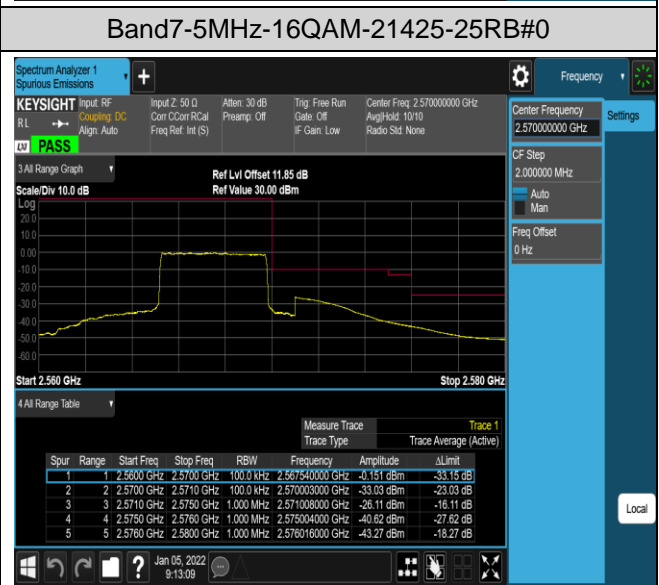 Band7-5MHz-16QAM-21425-25RB#0
Spectrum Analyzer 1
Spurious Emissions
Frequency
KEYSIGHT
RL
Input: RF
Coupling: DC
Align: Auto
Input Z: 50 Ω
Corr CCorr RCal
Freq Ref: Int (S)
Atten: 30 dB
Preamp: Off
Trig: Free Run
Gate: Off
IF Gain: Low
Center Freq: 2.570000000 GHz
Avg|Hold: 10/10
Radio Std: None
LXI PASS
Center Frequency
2.570000000 GHz
Settings
CF Step
2.000000 MHz
Auto
Man
Freq Offset
0 Hz
3 All Range Graph
Scale/Div 10.0 dB
Ref Lvl Offset 11.85 dB
Ref Value 30.00 dBm
Log
20.0
10.0
0.00
-10.0
-20.0
-30.0
-40.0
-50.0
-60.0
Start 2.560 GHz Stop 2.580 GHz
4 All Range Table
Measure Trace Trace 1
Trace Type Trace Average (Active)
Spur Range Start Freq Stop Freq RBW Frequency Amplitude ΔLimit
1 1 2.5600 GHz 2.5700 GHz 100.0 kHz 2.567540000 GHz -0.151 dBm -33.15 dB
2 2 2.5700 GHz 2.5710 GHz 100.0 kHz 2.570003000 GHz -33.03 dBm -23.03 dB
3 3 2.5710 GHz 2.5750 GHz 1.000 MHz 2.571008000 GHz -26.11 dBm -16.11 dB
4 4 2.5750 GHz 2.5760 GHz 1.000 MHz 2.575004000 GHz -40.62 dBm -27.62 dB
5 5 2.5760 GHz 2.5800 GHz 1.000 MHz 2.576016000 GHz -43.27 dBm -18.27 dB
Local
?
Jan 05, 2022
9:13:09